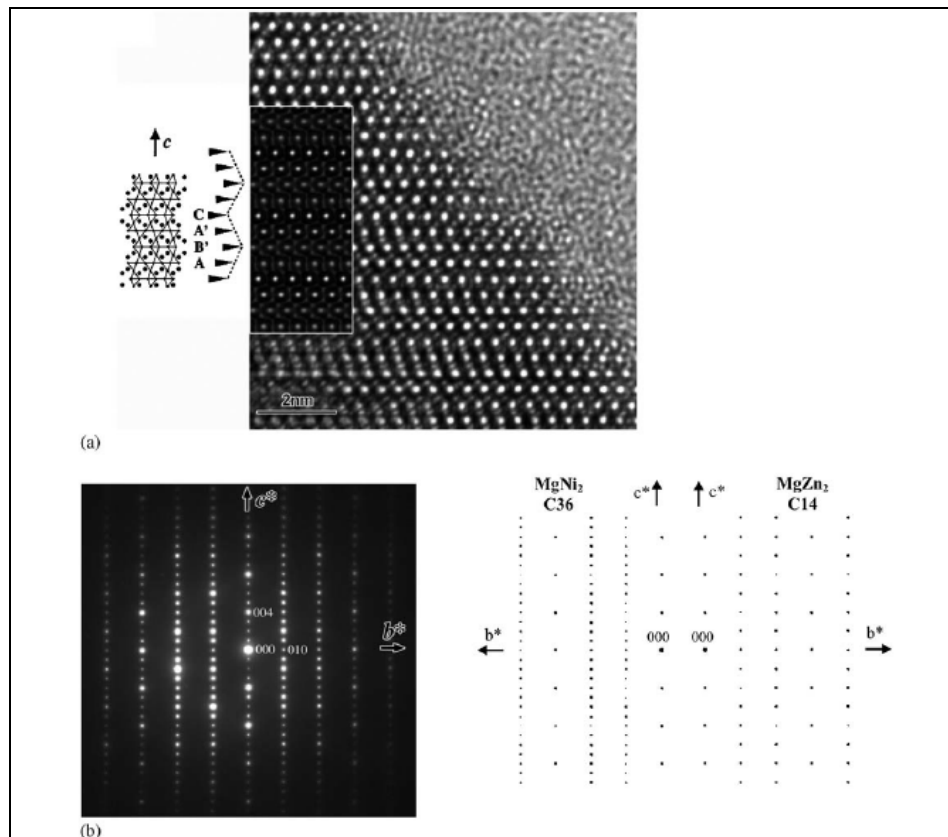 c
C
A'
B'
A
2nm
(a)
c*
004
000
010
b*
(b)
MgNi₂
C36
c*
c*
MgZn₂
C14
000
000
b*
b*